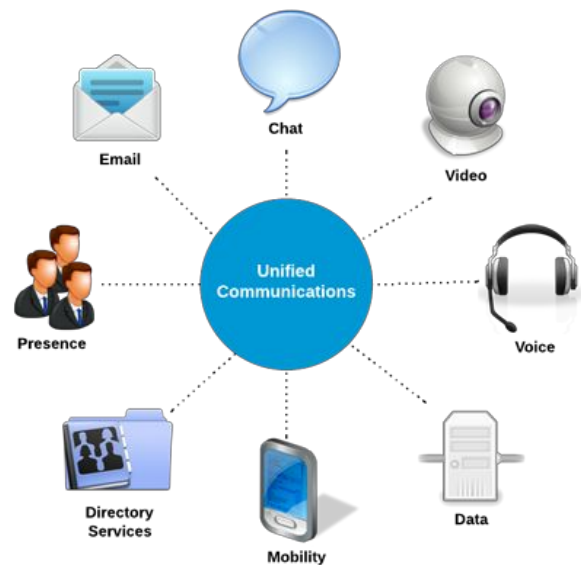 Chat
Email
Video
Unified
Communications
Presence
Voice
Directory
Services
Data
Mobility